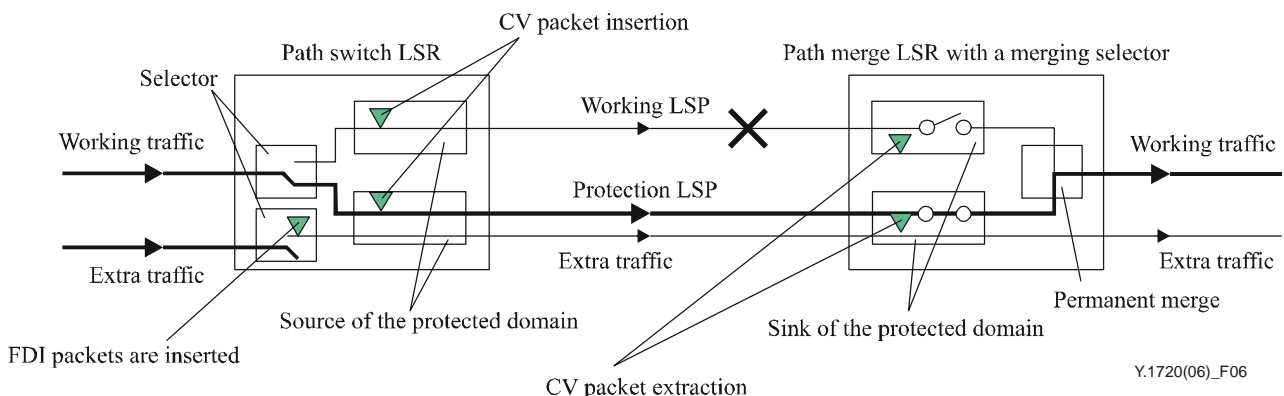 CV packet insertion
Path switch LSR
Path merge LSR with a merging selector
Selector
Working LSP
Working traffic
Working traffic
Protection LSP
Extra traffic
Extra traffic
Extra traffic
Permanent merge
Source of the protected domain
Sink of the protected domain
FDI packets are inserted
CV packet extraction
Y.1720(06)_F06